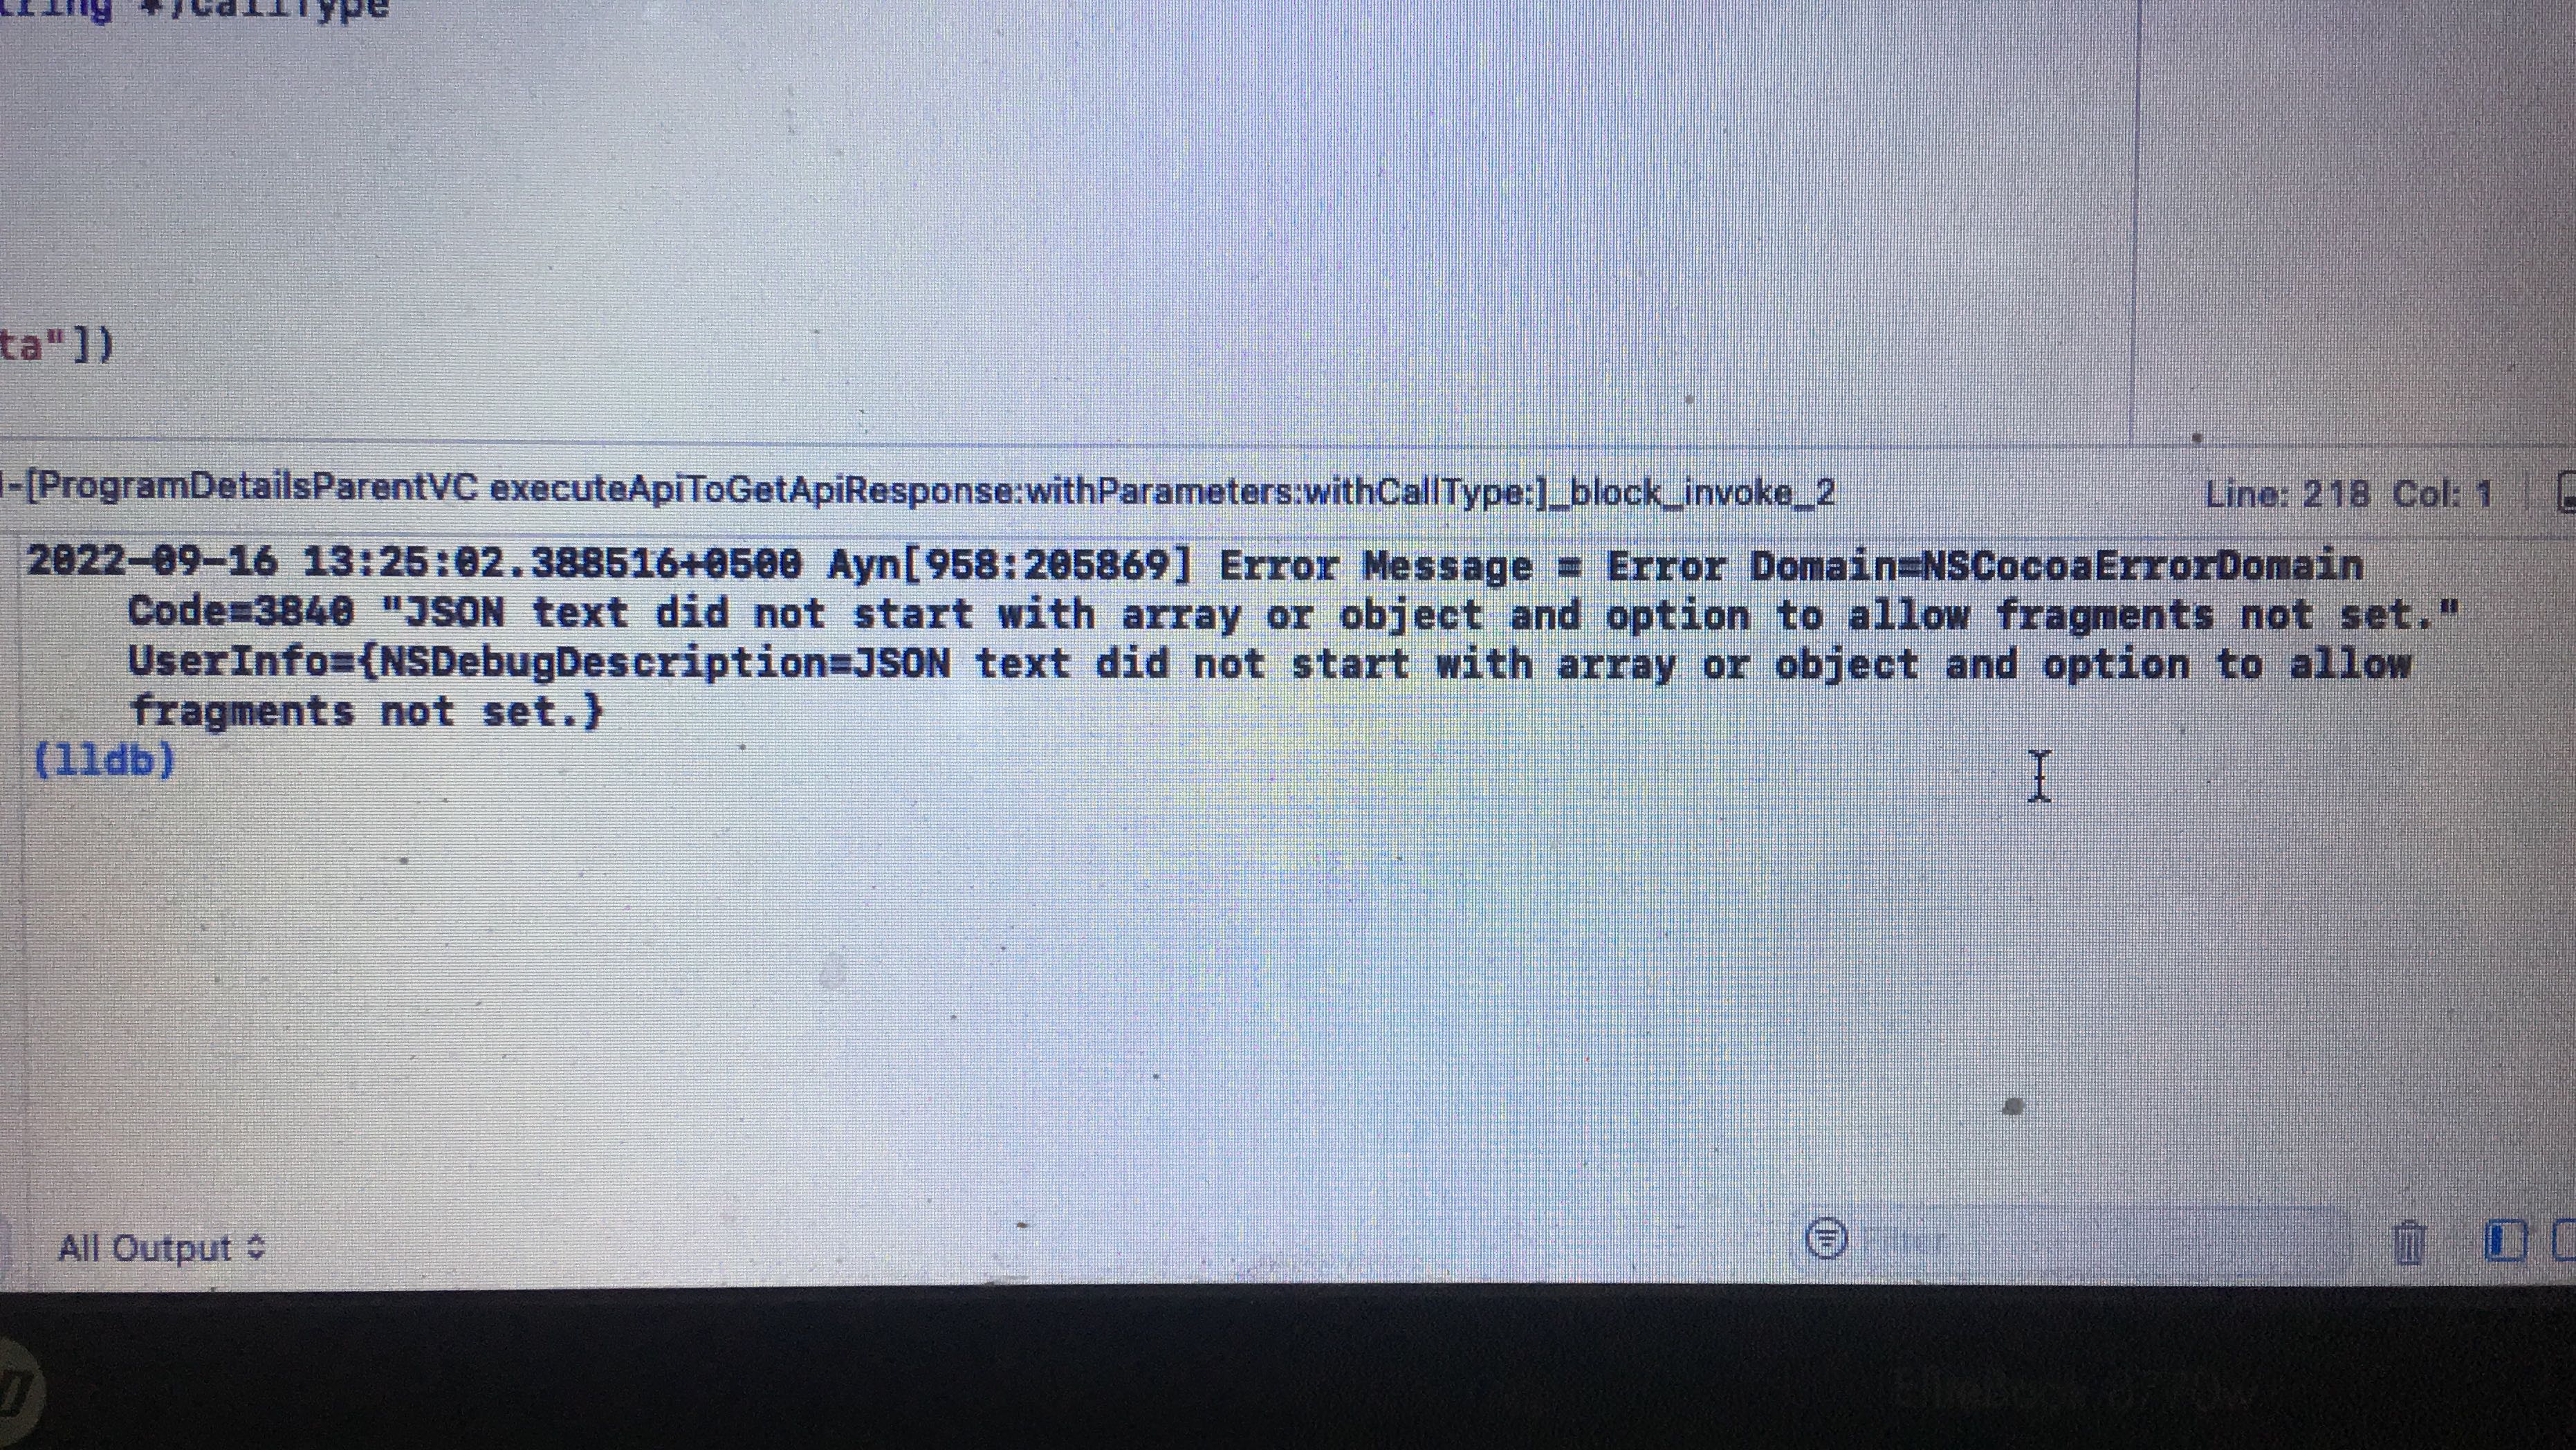 ta"])
-[ProgramDetailsParentVC executeApiToGetApiResponse:withParameters:withCallType:]_block_invoke_2 Line: 218 Col: 1
2022-09-16 13:25:02.388516+0500 Ayn[958:205869] Error Message = Error Domain=NSCocoaErrorDomain
Code=3840 "JSON text did not start with array or object and option to allow fragments not set."
UserInfo={NSDebugDescription=JSON text did not start with array or object and option to allow
fragments not set.}
(lldb)
All Output
Filter